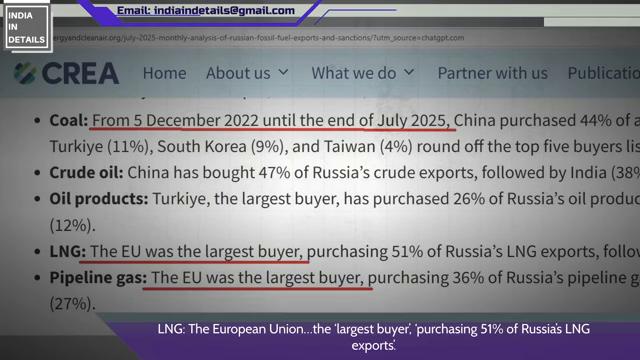 INDIA
IN
DETAILS
Email: indiaindetails@gmail.com
ergyandcleanair.org/july-2025-monthly-analysis-of-russian-fossil-fuel-exports-and-sanctions/?utm_source=chatgpt.com
CREA Home About us What we do Partner with us Publicatio
• Coal: From 5 December 2022 until the end of July 2025, China purchased 44% of a
Turkiye (11%), South Korea (9%), and Taiwan (4%) round off the top five buyers lis
• Crude oil: China has bought 47% of Russia's crude exports, followed by India (38%
• Oil products: Turkiye, the largest buyer, has purchased 26% of Russia's oil produc
(12%).
• LNG: The EU was the largest buyer, purchasing 51% of Russia's LNG exports, follow
• Pipeline gas: The EU was the largest buyer, purchasing 36% of Russia's pipeline g
(27%).
LNG: The European Union...the 'largest buyer', 'purchasing 51% of Russia's LNG
exports'.